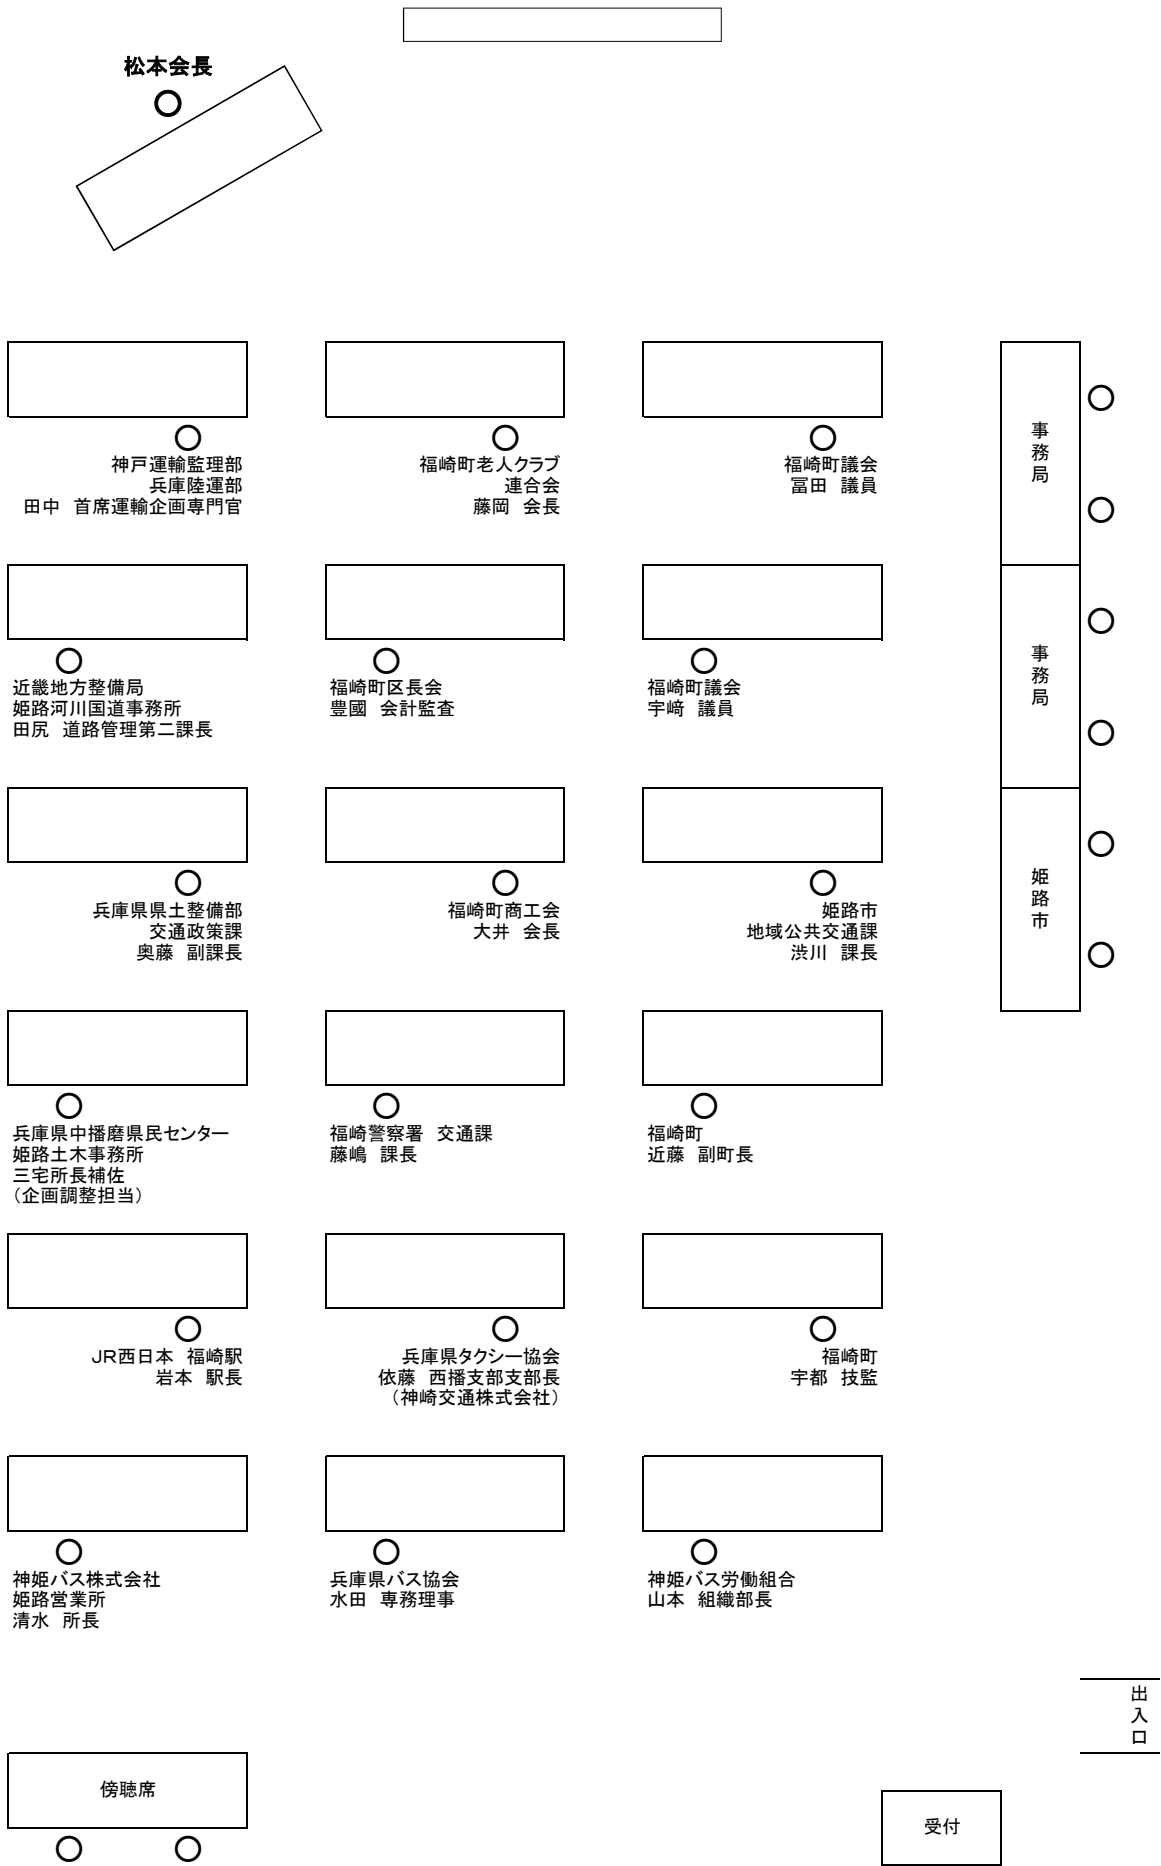 松本会長
神戸運輸監理部
兵庫陸運部
田中　首席運輸企画専門官
福崎町老人クラブ
連合会
藤岡　会長
福崎町議会
冨田　議員
事務局
近畿地方整備局
姫路河川国道事務所
田尻　道路管理第二課長
福崎町区長会
豊國　会計監査
福崎町議会
宇﨑　議員
事務局
兵庫県県土整備部
交通政策課
奥藤　副課長
福崎町商工会
大井　会長
姫路市
地域公共交通課
渋川　課長
姫路市
兵庫県中播磨県民センター
姫路土木事務所
三宅所長補佐
（企画調整担当）
福崎警察署　交通課
藤嶋　課長
福崎町
近藤　副町長
ＪＲ西日本　福崎駅
岩本　駅長
兵庫県タクシー協会
依藤　西播支部支部長
（神崎交通株式会社）
福崎町
宇都　技監
神姫バス株式会社
姫路営業所
清水　所長
兵庫県バス協会
水田　専務理事
神姫バス労働組合
山本　組織部長
出入口
傍聴席
受付